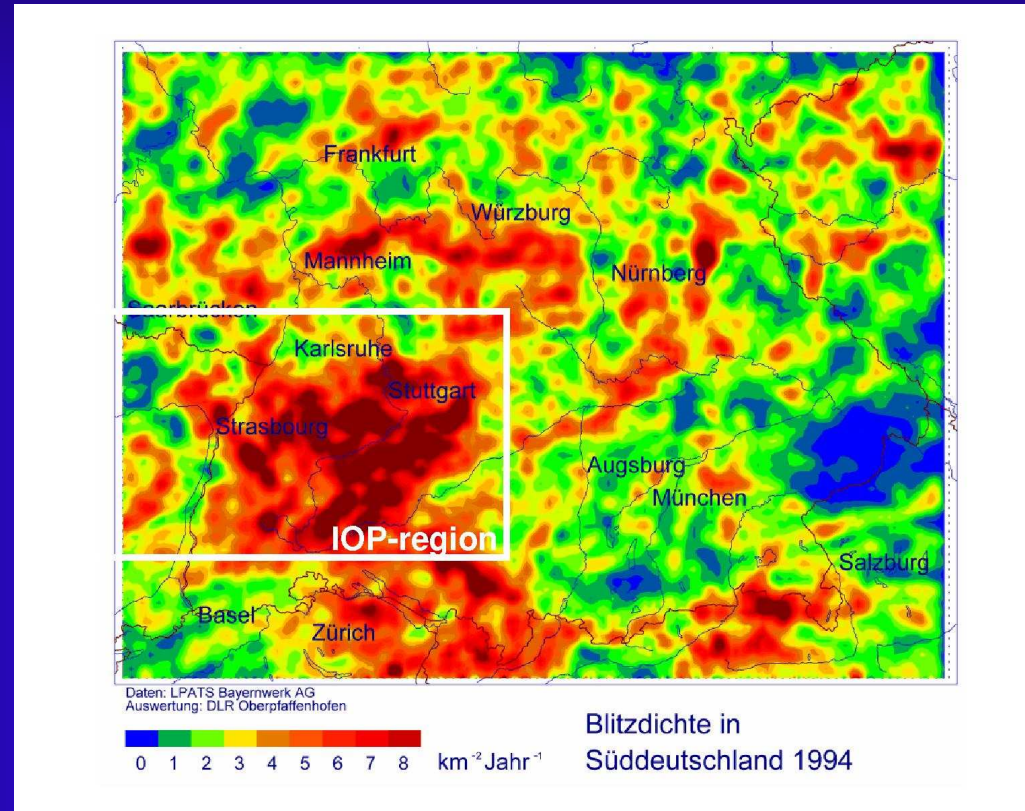 Frankfurt
Würzburg
Mannheim
Nürnberg
Saarbrücken
Karlsruhe
Stuttgart
Strasbourg
Augsburg
München
IOP-region
Salzburg
Basel
Zürich
Daten: LPATS Bayernwerk AG
Auswertung: DLR Oberpfaffenhofen
0 1 2 3 4 5 6 7 8 km⁻² Jahr⁻¹
Blitzdichte in
Süddeutschland 1994